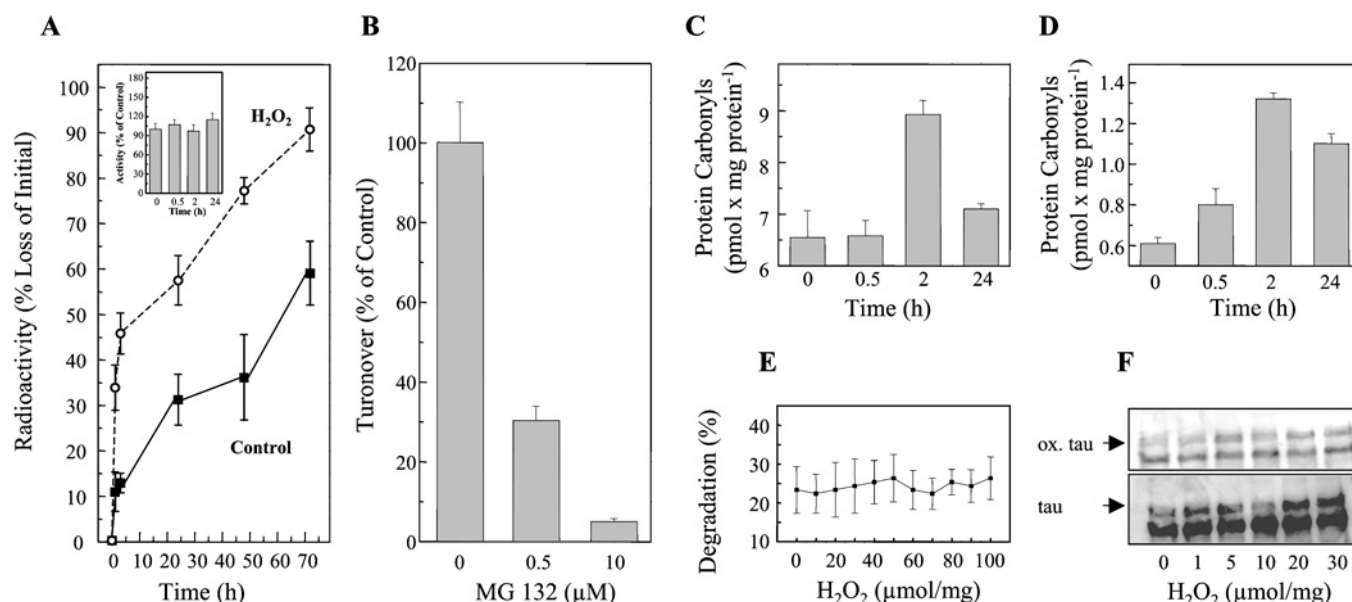 A
Radioactivity (% Loss of Initial)
100
90
80
70
60
50
40
30
20
10
0
0 10 20 30 40 50 60 70
Time (h)
H2O2
Control
Activity (% of Control)
180
150
120
90
60
30
0
0 0.5 2 24
Time (h)
B
Turonover (% of Control)
120
100
80
60
40
20
0
0 0.5 10
MG 132 (µM)
C
Protein Carbonyls
(pmol x mg protein-1)
9
8
7
6
0 0.5 2 24
Time (h)
D
Protein Carbonyls
(pmol x mg protein-1)
1.4
1.2
1.0
0.8
0.6
0 0.5 2 24
Time (h)
E
Degradation (%)
40
30
20
10
0 20 40 60 80 100
H2O2 (µmol/mg)
F
ox. tau
tau
0 1 5 10 20 30
H2O2 (µmol/mg)